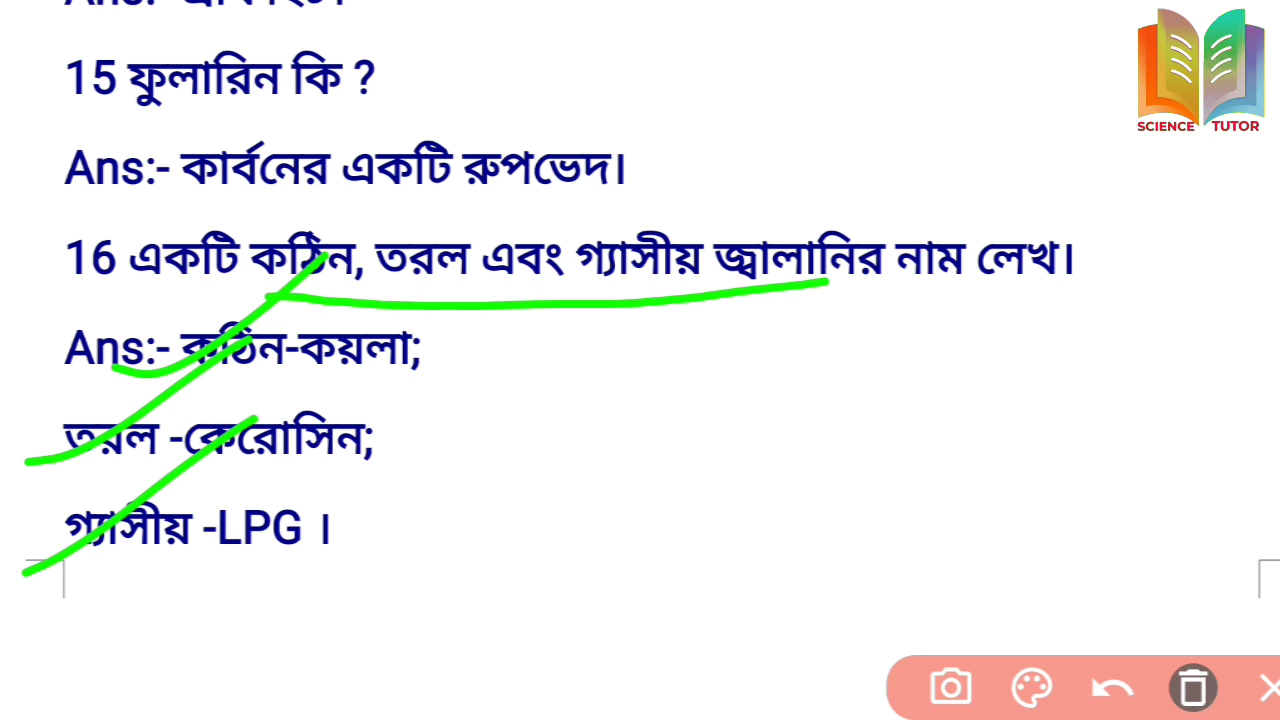 15 ফুলারিন কি ?
Ans:- কার্বনের একটি রুপভেদ।
16 একটি কঠিন, তরল এবং গ্যাসীয় জ্বালানির নাম লেখ।
Ans:- কঠিন-কয়লা;
তরল -কেরোসিন;
গ্যাসীয় -LPG ।
SCIENCE TUTOR